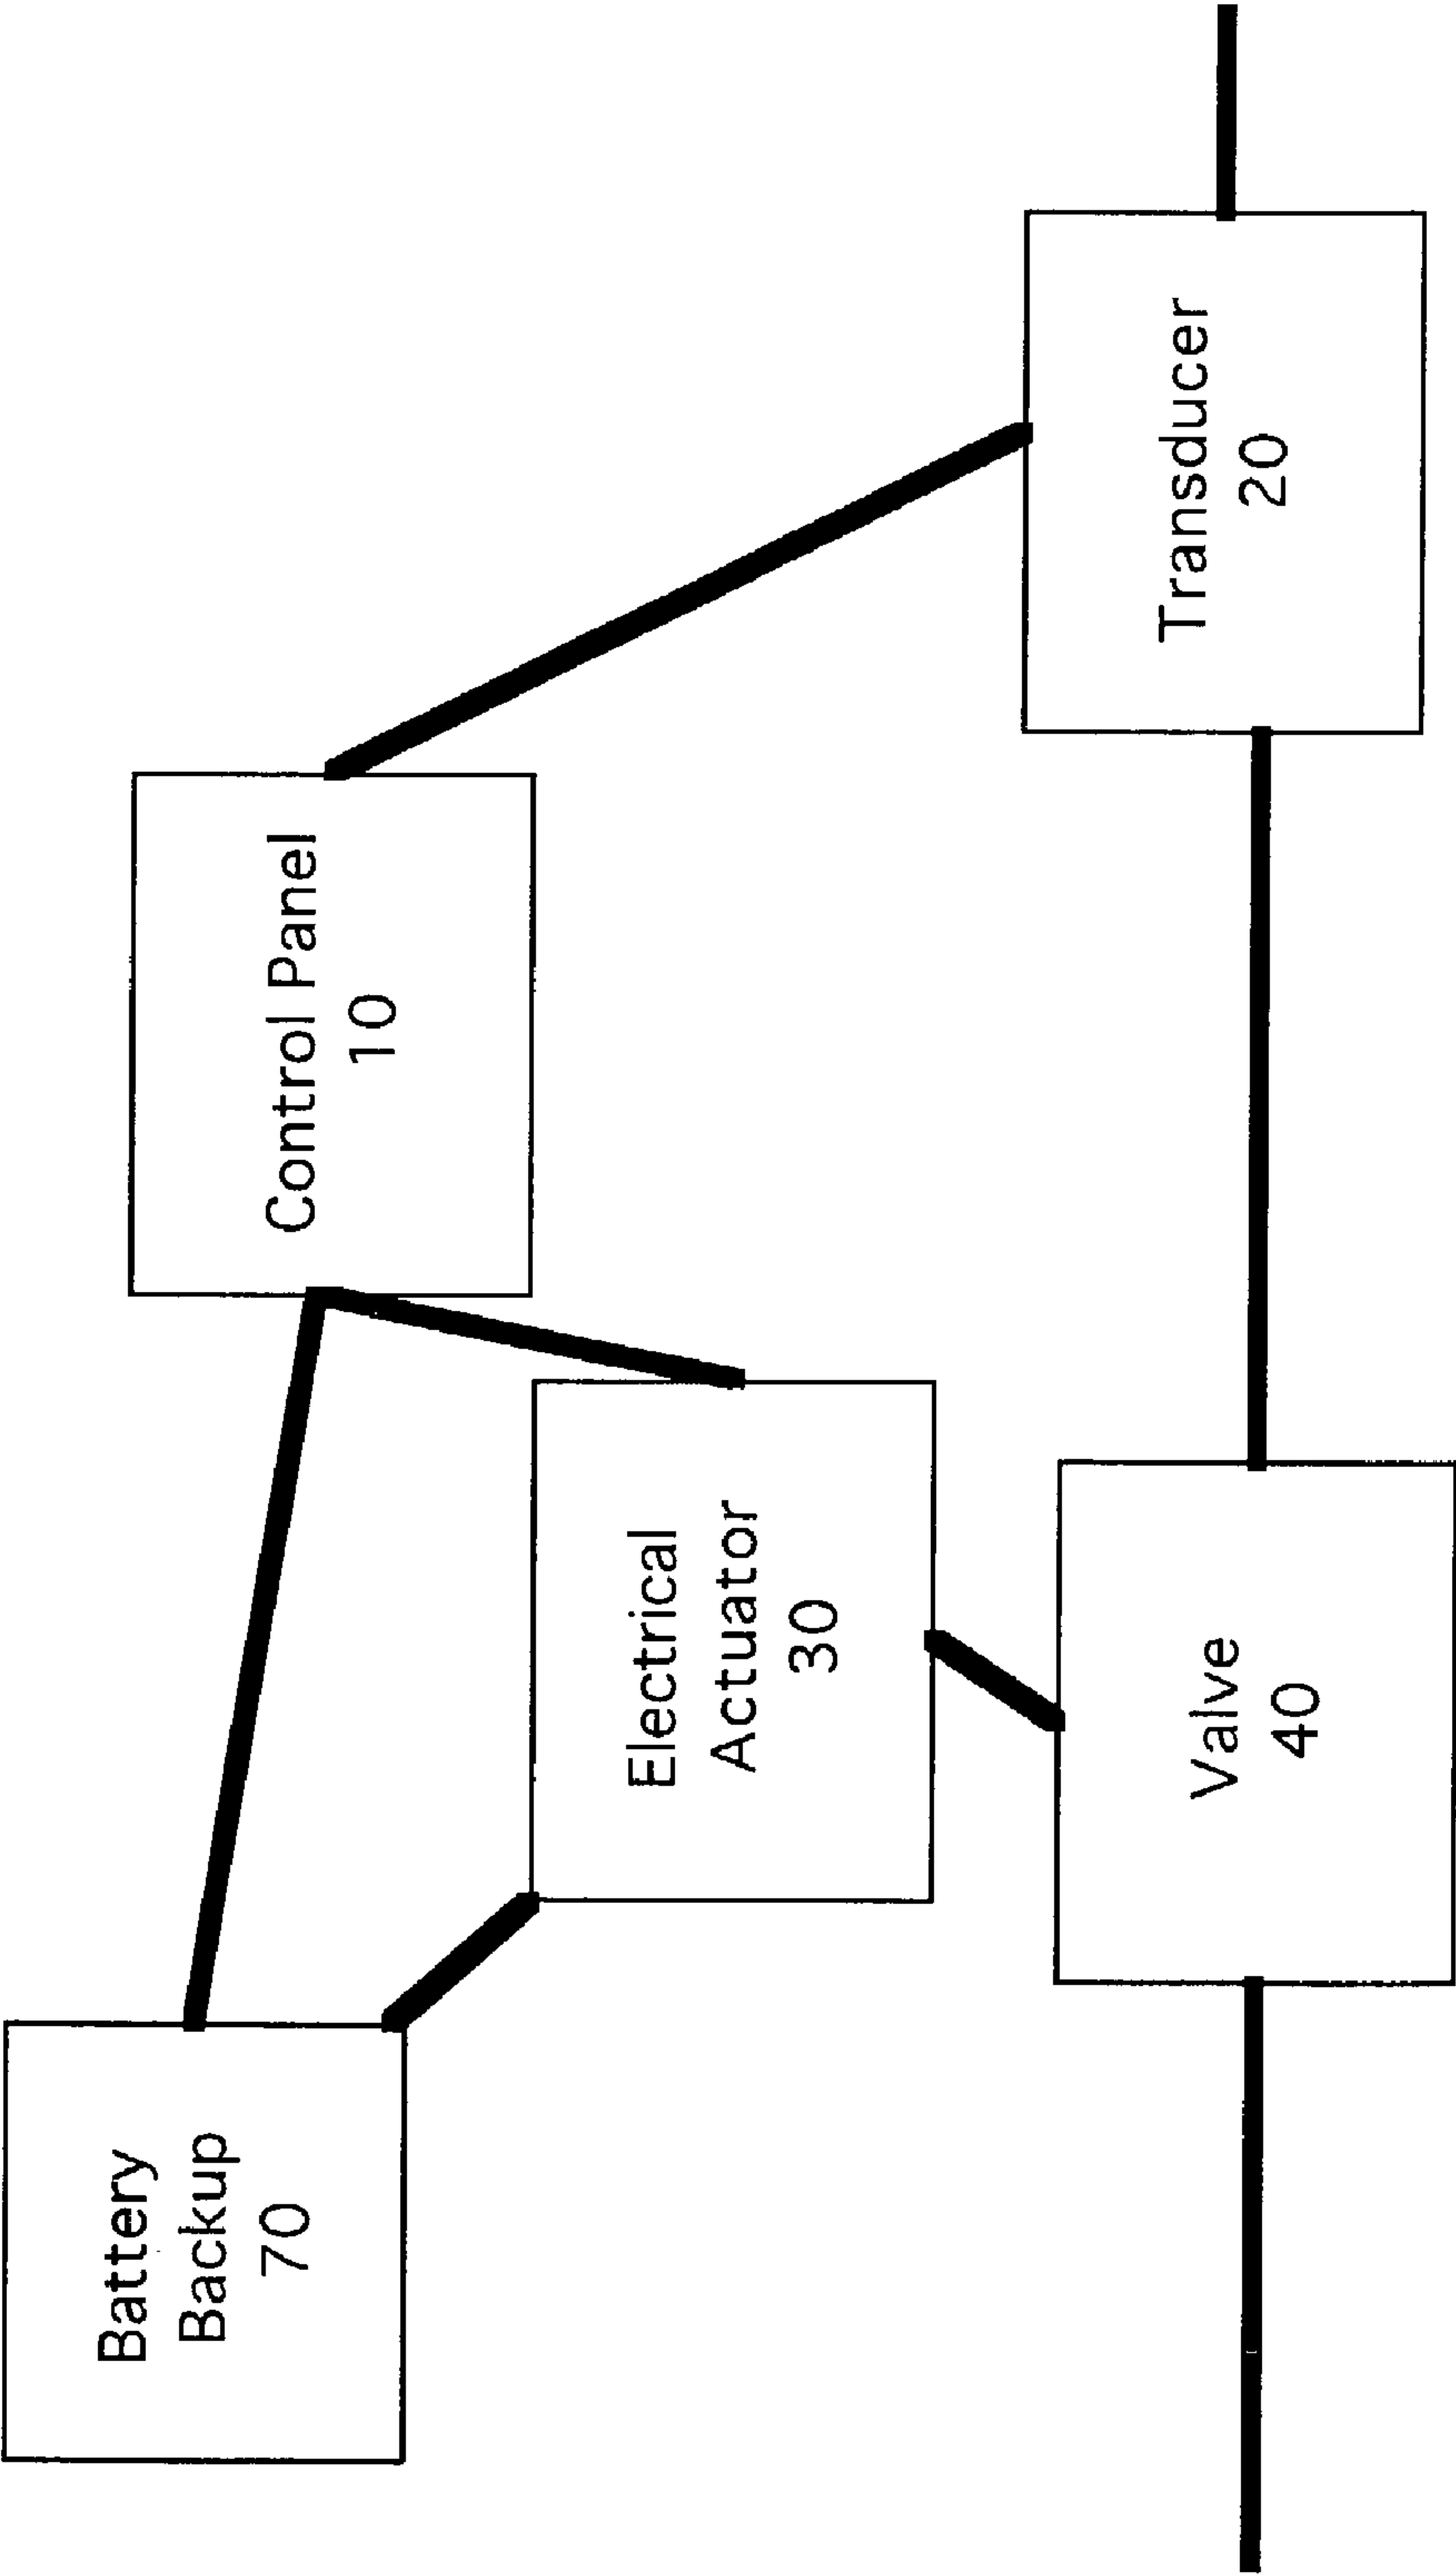 Battery
Backup
70
Control Panel
10
Electrical
Actuator
30
Valve
40
Transducer
20